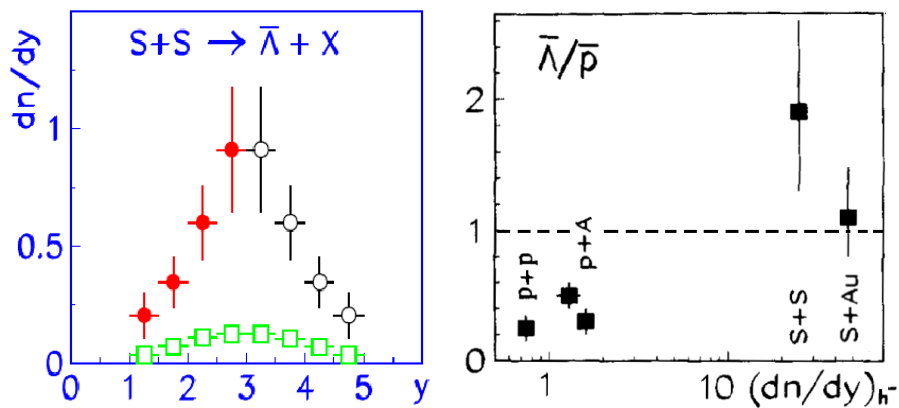 S+S → Λ̅ + X
dn/dy
1
0.5
0
0 1 2 3 4 5 y
Λ̅/p̅
2
1
0
p+p
p+A
S+S
S+Au
1 10 (dn/dy)h⁻